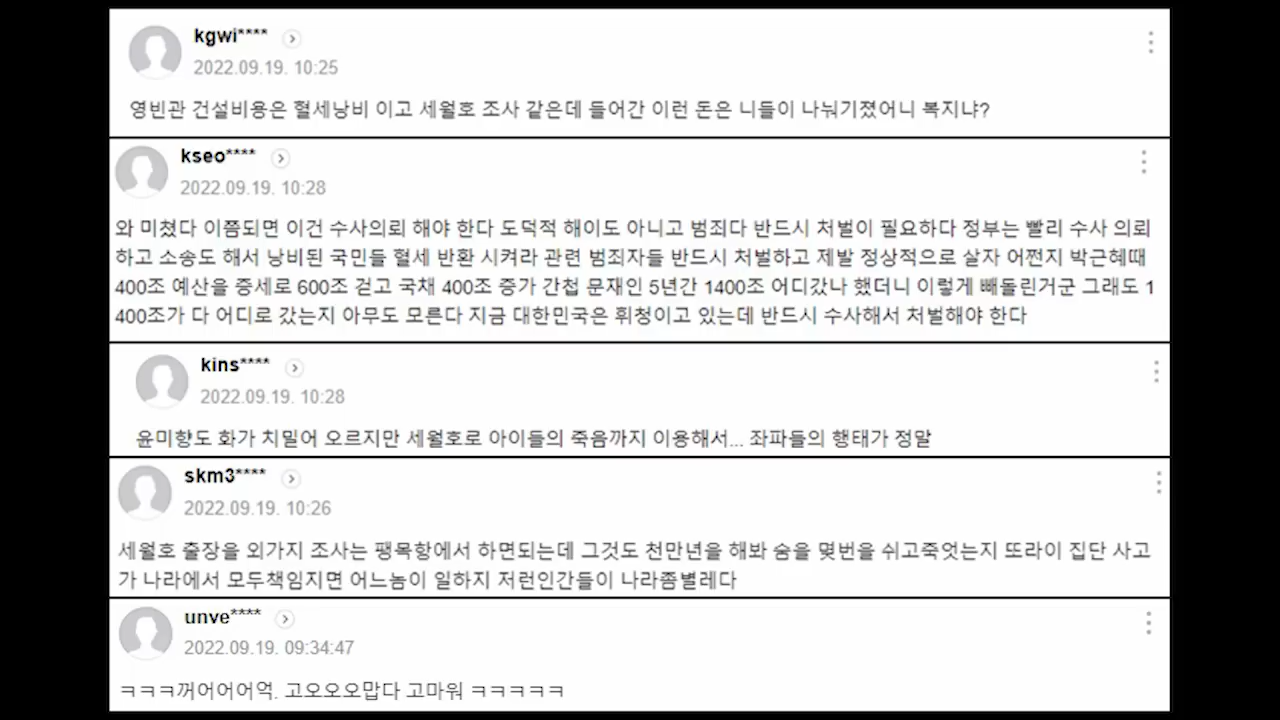 kgwi****
2022.09.19. 10:25
영빈관 건설비용은 혈세낭비 이고 세월호 조사 같은데 들어간 이런 돈은 니들이 나눠기졌어니 복지냐?
kseo****
2022.09.19. 10:28
와 미쳤다 이쯤되면 이건 수사의뢰 해야 한다 도덕적 해이도 아니고 범죄다 반드시 처벌이 필요하다 정부는 빨리 수사 의뢰
하고 소송도 해서 낭비된 국민들 혈세 반환 시켜라 관련 범죄자들 반드시 처벌하고 제발 정상적으로 살자 어쩐지 박근혜때
400조 예산을 증세로 600조 걷고 국채 400조 증가 간첩 문재인 5년간 1400조 어디갔나 했더니 이렇게 빼돌린거군 그래도 1
400조가 다 어디로 갔는지 아무도 모른다 지금 대한민국은 휘청이고 있는데 반드시 수사해서 처벌해야 한다
kins****
2022.09.19. 10:28
윤미향도 화가 치밀어 오르지만 세월호로 아이들의 죽음까지 이용해서... 좌파들의 행태가 정말
skm3****
2022.09.19. 10:26
세월호 출장을 외가지 조사는 팽목항에서 하면되는데 그것도 천만년을 해봐 숨을 몇번을 쉬고죽엇는지 또라이 집단 사고
가 나라에서 모두책임지면 어느놈이 일하지 저런인간들이 나라좀별레다
unve****
2022.09.19. 09:34:47
ㅋㅋㅋ꺼어어어억. 고오오오맙다 고마워 ㅋㅋㅋㅋㅋ